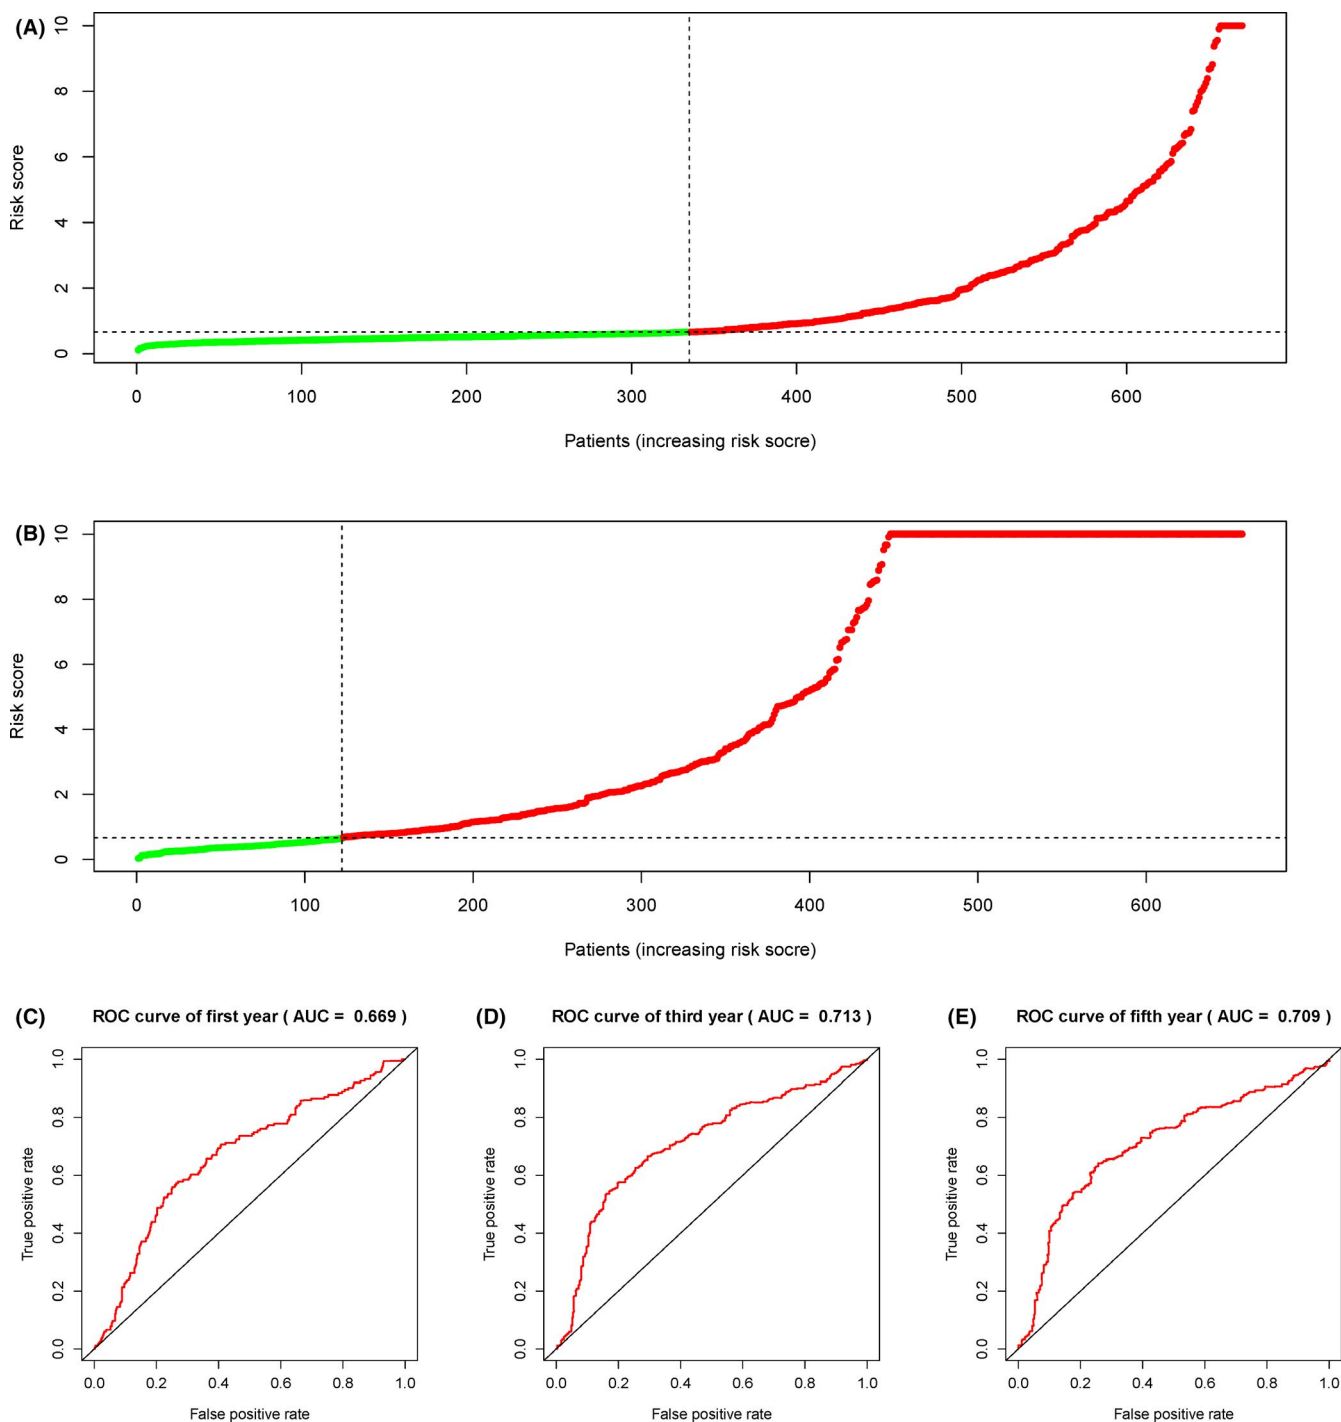 (A)
10
8
6
4
2
0
Risk score
0 100 200 300 400 500 600
Patients (increasing risk socre)
(B)
10
8
6
4
2
0
Risk score
0 100 200 300 400 500 600
Patients (increasing risk socre)
(C) ROC curve of first year ( AUC = 0.669 )
1.0
0.8
0.6
0.4
0.2
0.0
True positive rate
0.0 0.2 0.4 0.6 0.8 1.0
False positive rate
(D) ROC curve of third year ( AUC = 0.713 )
1.0
0.8
0.6
0.4
0.2
0.0
True positive rate
0.0 0.2 0.4 0.6 0.8 1.0
False positive rate
(E) ROC curve of fifth year ( AUC = 0.709 )
1.0
0.8
0.6
0.4
0.2
0.0
True positive rate
0.0 0.2 0.4 0.6 0.8 1.0
False positive rate